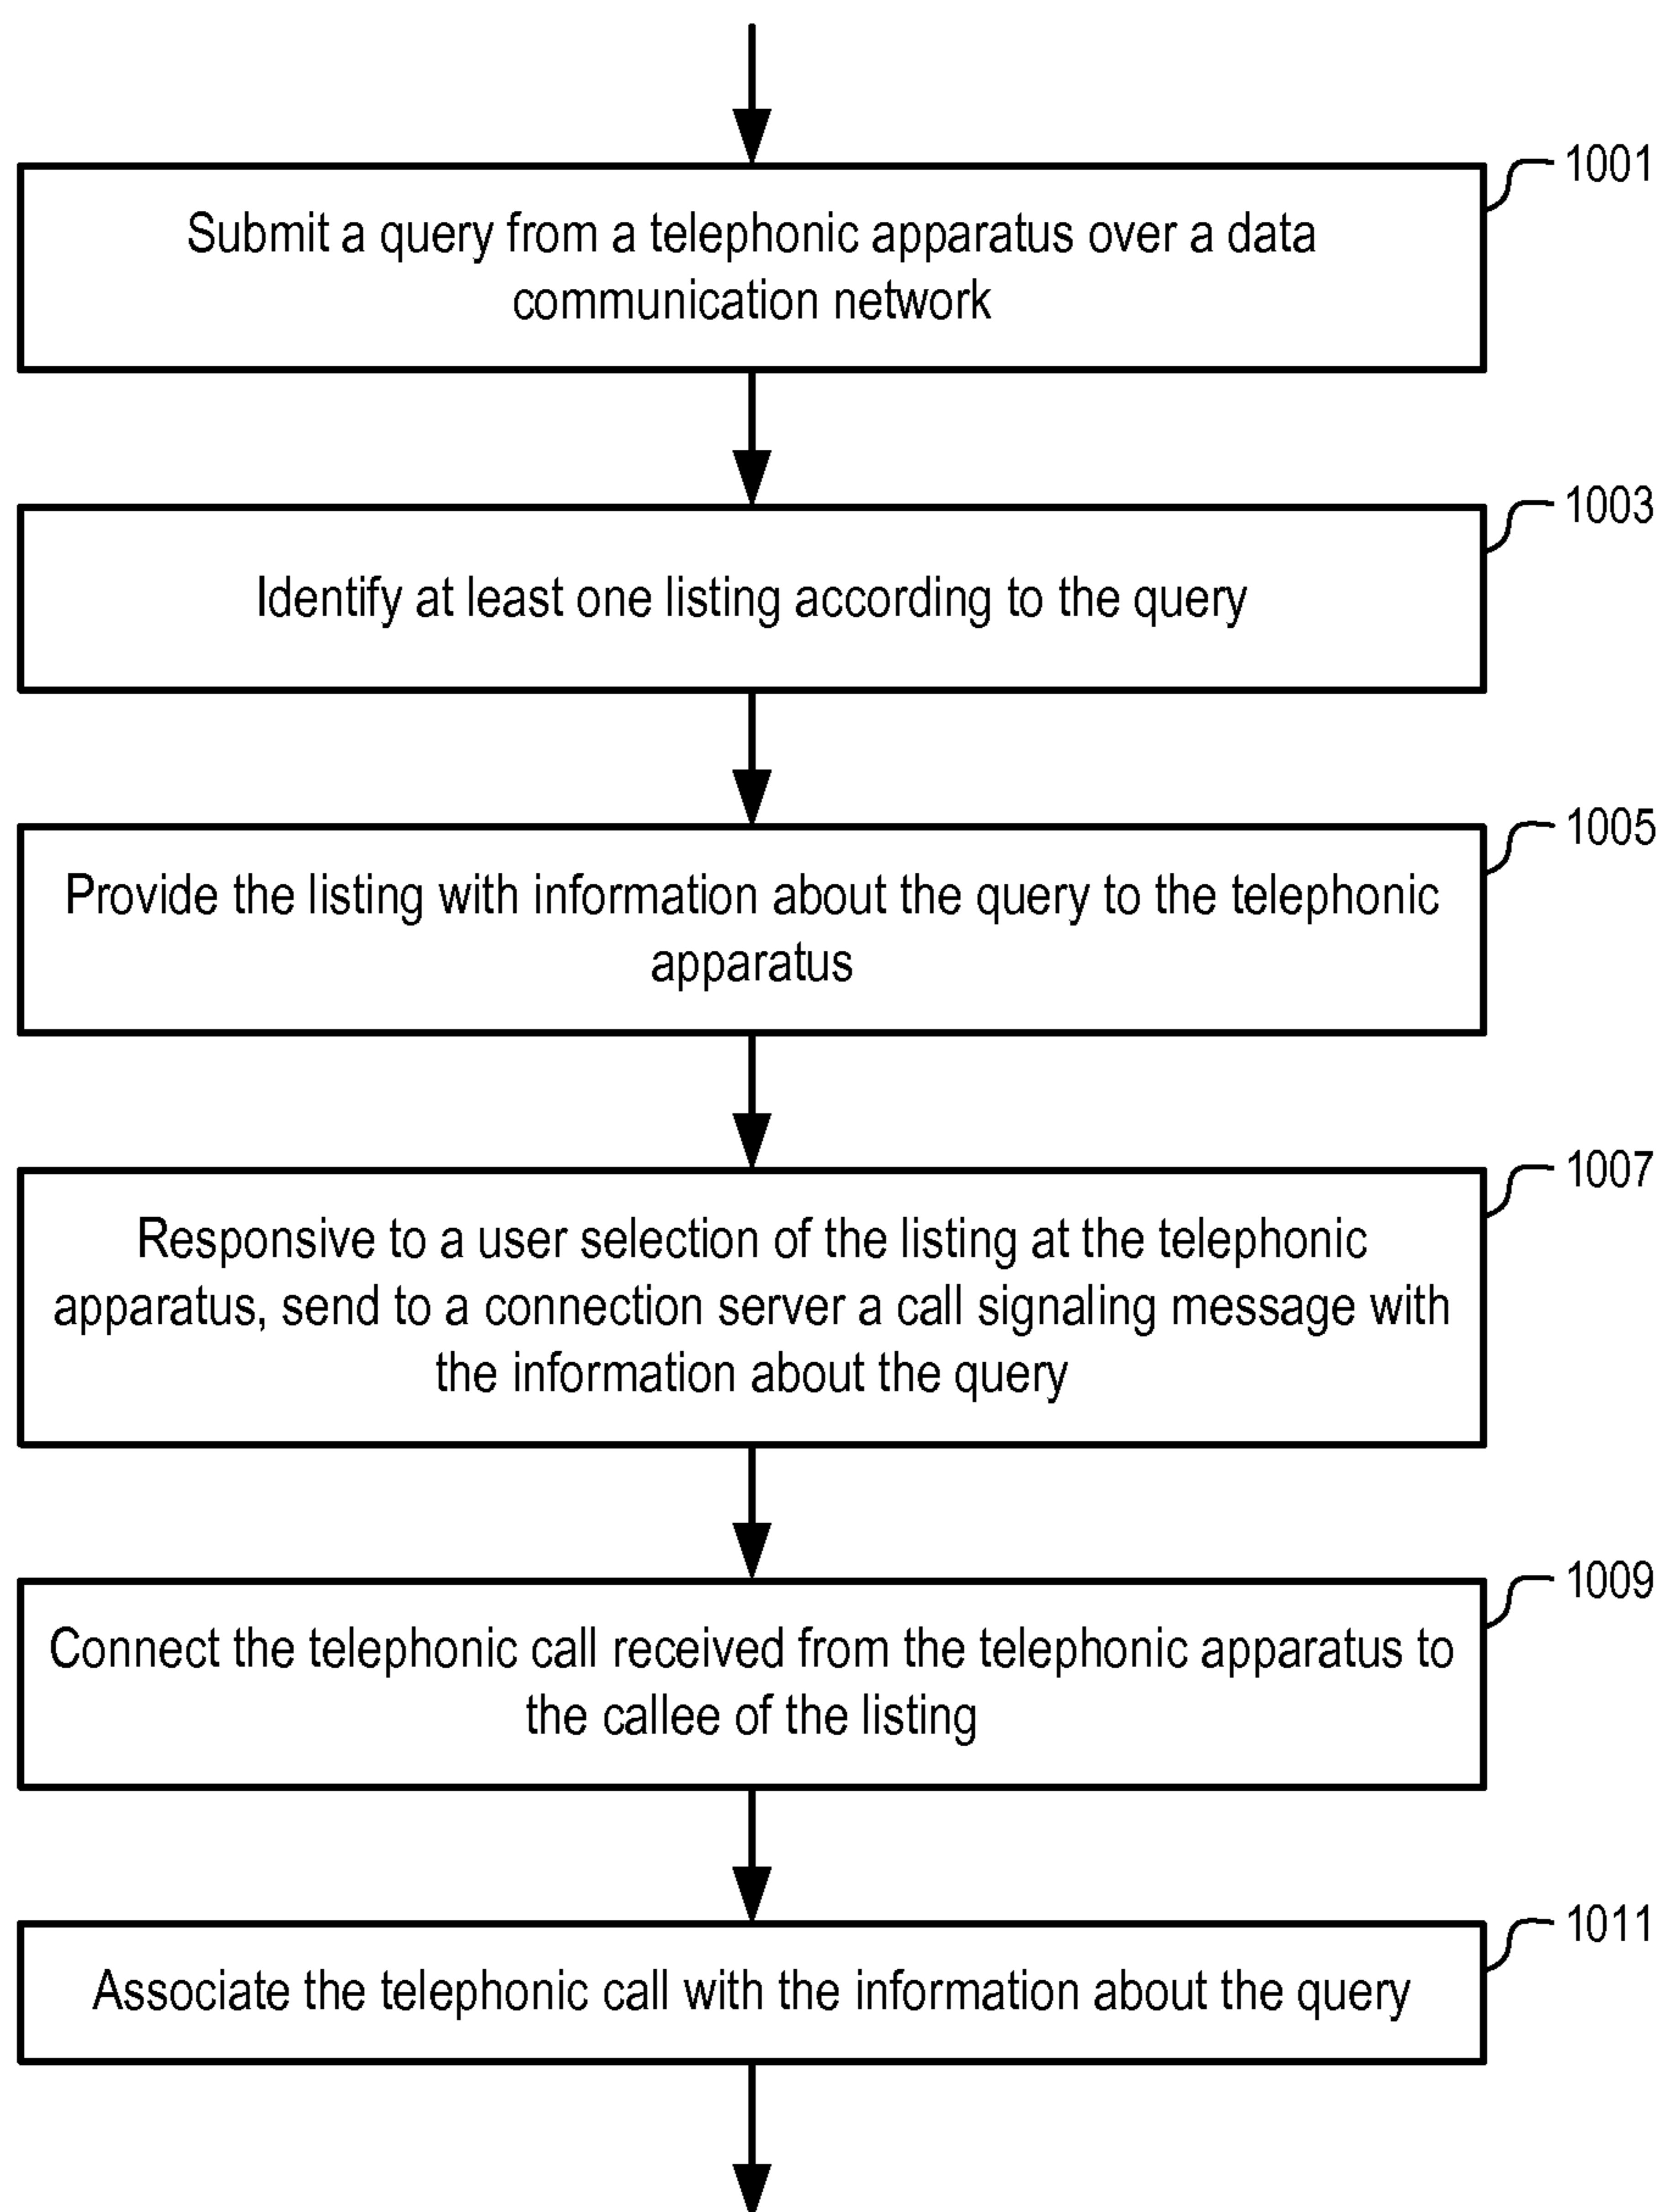 1001
Submit a query from a telephonic apparatus over a data
communication network
1003
Identify at least one listing according to the query
1005
Provide the listing with information about the query to the telephonic
apparatus
1007
Responsive to a user selection of the listing at the telephonic
apparatus, send to a connection server a call signaling message with
the information about the query
1009
Connect the telephonic call received from the telephonic apparatus to
the callee of the listing
1011
Associate the telephonic call with the information about the query